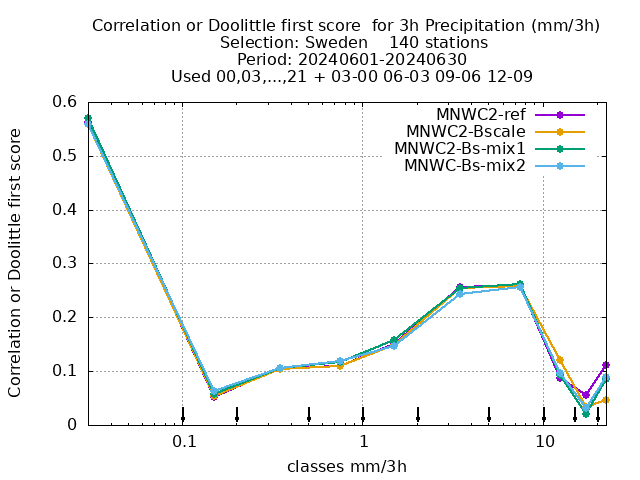 Correlation or Doolittle first score  for 3h Precipitation (mm/3h)
Selection: Sweden    140 stations
Period: 20240601-20240630
Used 00,03,...,21 + 03-00 06-03 09-06 12-09
MNWC2-ref
MNWC2-Bscale
MNWC2-Bs-mix1
MNWC-Bs-mix2
Correlation or Doolittle first score
0.6
0.5
0.4
0.3
0.2
0.1
0
0.1
1
10
classes mm/3h